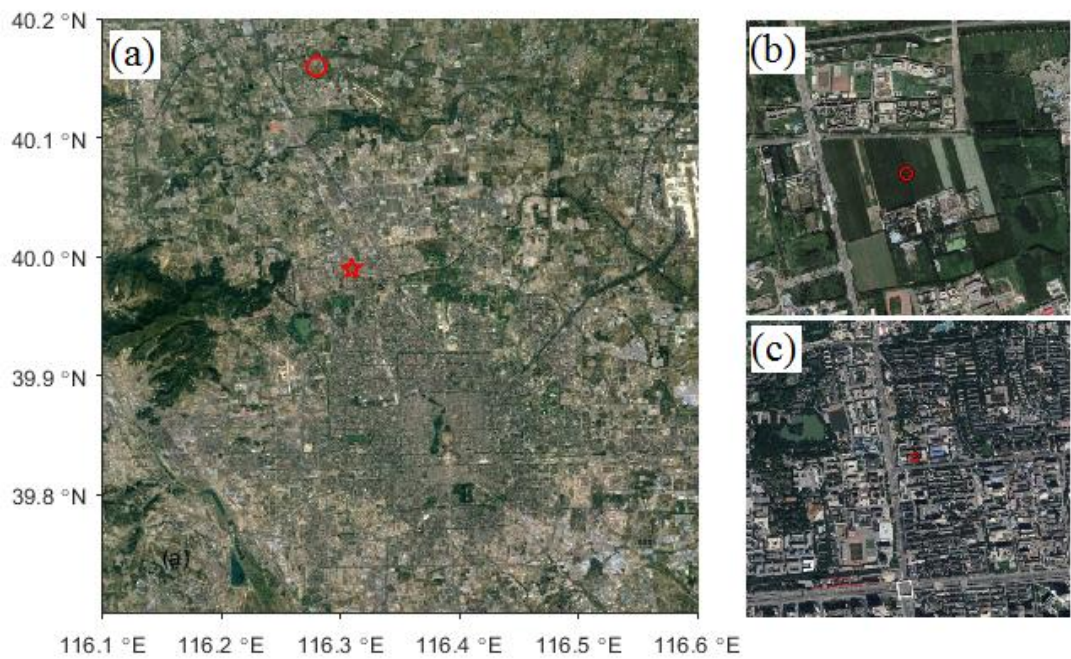 40.2 °N
(a)
40.1 °N
40.0 °N
39.9 °N
39.8 °N
(a)
116.1 °E
116.2 °E
116.3 °E
116.4 °E
116.5 °E
116.6 °E
(b)
(c)